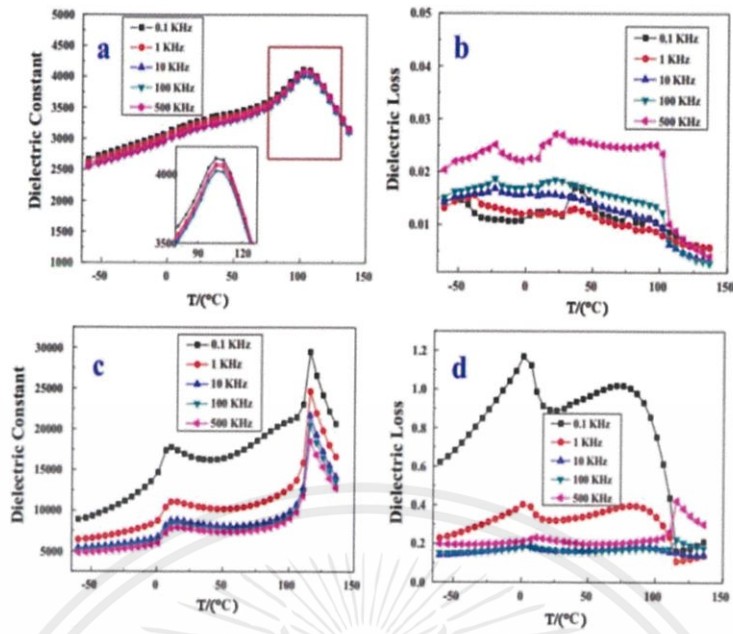 a
0.1 KHz
1 KHz
10 KHz
100 KHz
500 KHz
Dielectric Constant
5000
4500
4000
3500
3000
2500
2000
1500
1000
4000
3500
90
120
-50
0
50
100
150
T/(°C)
b
0.1 KHz
1 KHz
10 KHz
100 KHz
500 KHz
Dielectric Loss
0.05
0.04
0.03
0.02
0.01
-50
0
50
100
150
T/(°C)
c
0.1 KHz
1 KHz
10 KHz
100 KHz
500 KHz
Dielectric Constant
30000
25000
20000
15000
10000
5000
-50
0
50
100
150
T/(°C)
d
0.1 KHz
1 KHz
10 KHz
100 KHz
500 KHz
Dielectric Loss
1.2
1.0
0.8
0.6
0.4
0.2
0.0
-50
0
50
100
150
T/(°C)